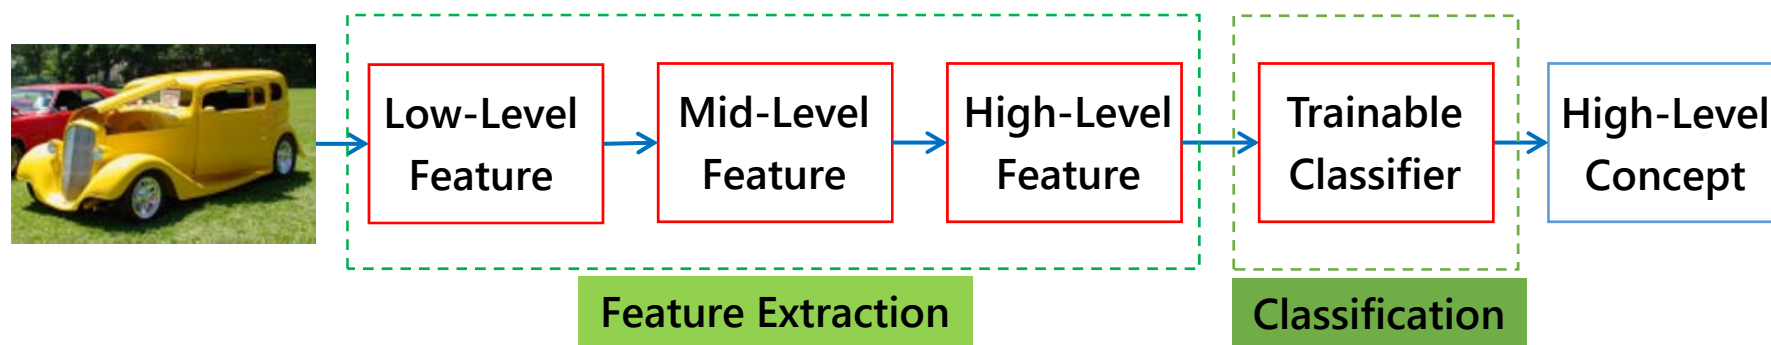 Low-Level
Feature
Mid-Level
Feature
High-Level
Feature
Trainable
Classifier
High-Level
Concept
Feature Extraction
Classification